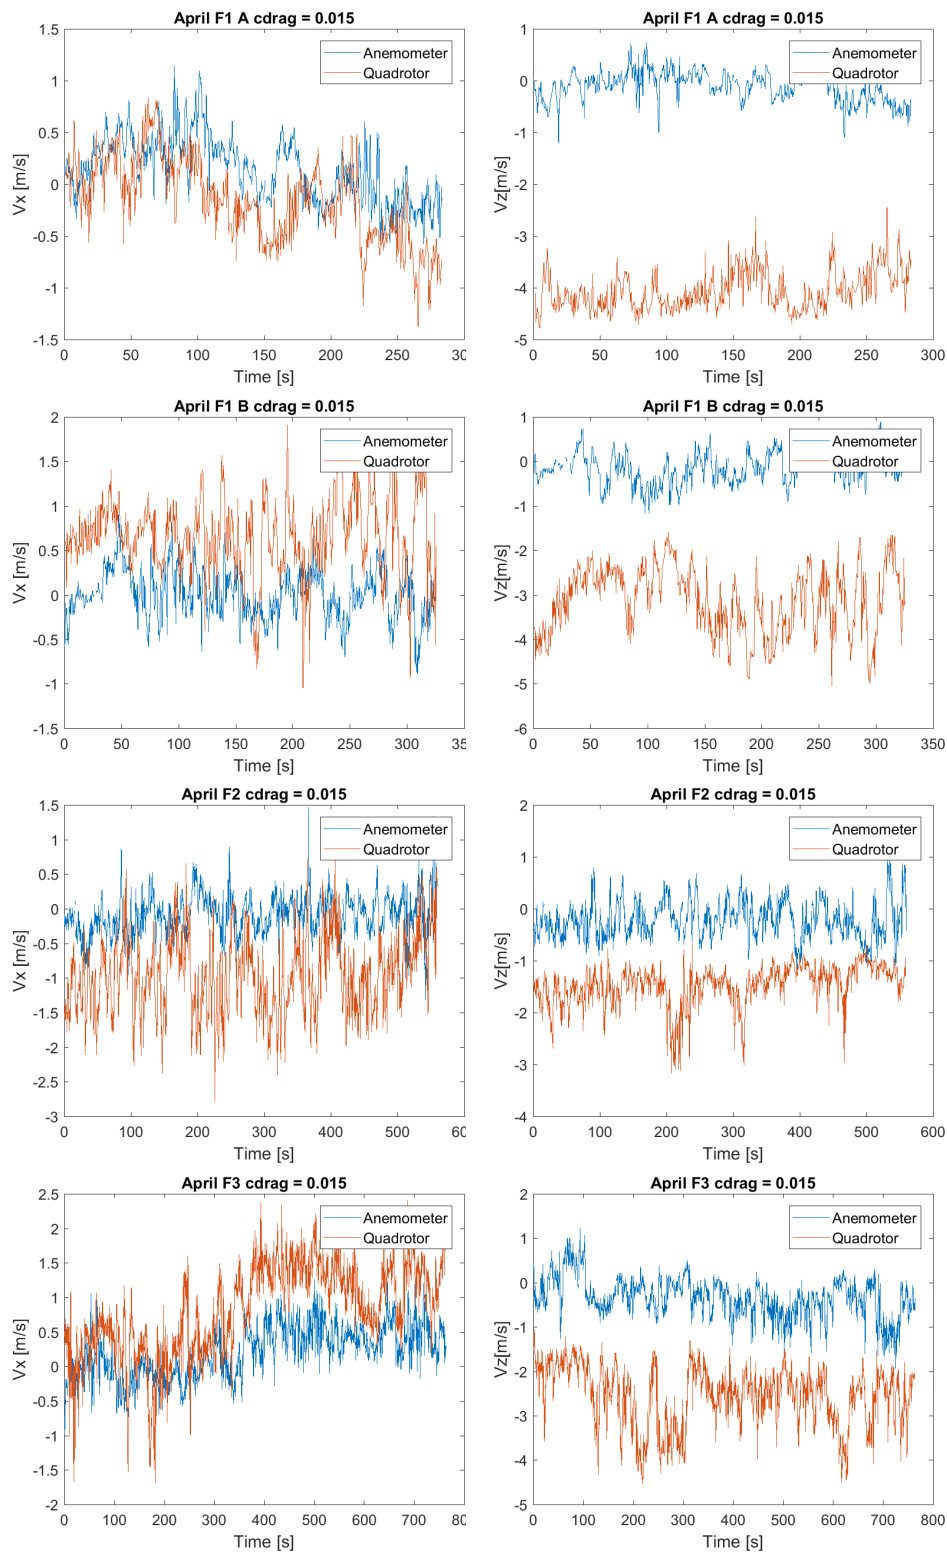 April F1 A cdrag = 0.015
Vx [m/s]
1.5
1
0.5
0
-0.5
-1
-1.5
Anemometer
Quadrotor
0 50 100 150 200 250 30
Time [s]
April F1 A cdrag = 0.015
Vz[m/s]
1
0
-1
-2
-3
-4
-5
Anemometer
Quadrotor
0 50 100 150 200 250 300
Time [s]
April F1 B cdrag = 0.015
Vx [m/s]
2
1.5
1
0.5
0
-0.5
-1
-1.5
Anemometer
Quadrotor
0 50 100 150 200 250 300 35
Time [s]
April F1 B cdrag = 0.015
Vz[m/s]
1
0
-1
-2
-3
-4
-5
-6
Anemometer
Quadrotor
0 50 100 150 200 250 300 350
Time [s]
April F2 cdrag = 0.015
Vx [m/s]
1.5
1
0.5
0
-0.5
-1
-1.5
-2
-2.5
-3
Anemometer
Quadrotor
0 100 200 300 400 500 60
Time [s]
April F2 cdrag = 0.015
Vz[m/s]
2
1
0
-1
-2
-3
-4
Anemometer
Quadrotor
0 100 200 300 400 500 600
Time [s]
April F3 cdrag = 0.015
Vx [m/s]
2.5
2
1.5
1
0.5
0
-0.5
-1
-1.5
-2
Anemometer
Quadrotor
0 100 200 300 400 500 600 700 80
Time [s]
April F3 cdrag = 0.015
Vz[m/s]
2
1
0
-1
-2
-3
-4
-5
Anemometer
Quadrotor
0 100 200 300 400 500 600 700 800
Time [s]